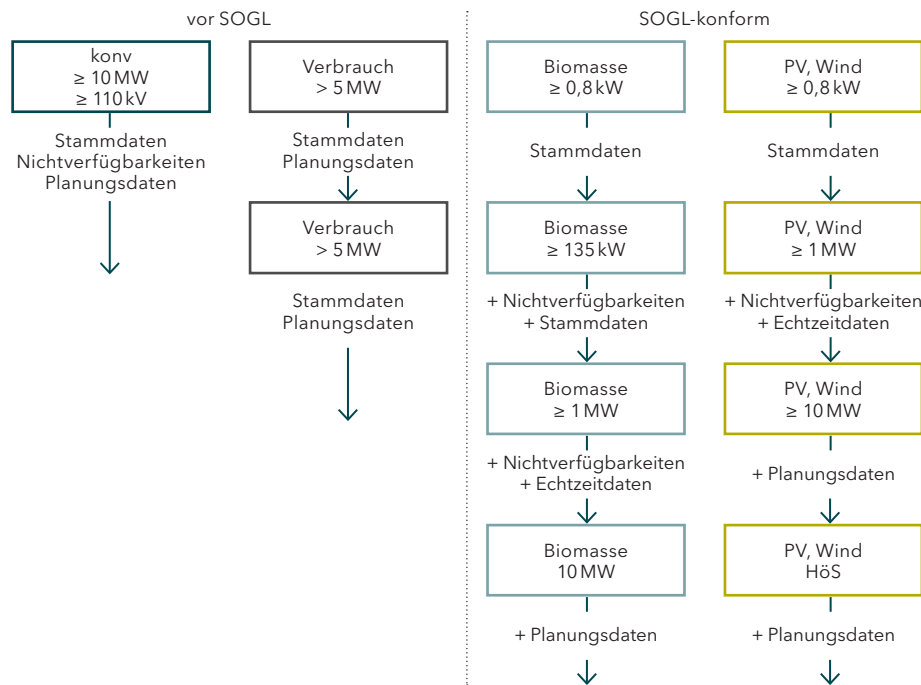 vor SOGL
konv
≥ 10 MW
≥ 110 kV
Stammdaten
Nichtverfügbarkeiten
Planungsdaten
Verbrauch
> 5 MW
Stammdaten
Planungsdaten
Verbrauch
> 5 MW
Stammdaten
Planungsdaten
SOGL-konform
Biomasse
≥ 0,8 kW
Stammdaten
Biomasse
≥ 135 kW
+ Nichtverfügbarkeiten
+ Stammdaten
Biomasse
≥ 1 MW
+ Nichtverfügbarkeiten
+ Echtzeitdaten
Biomasse
10 MW
+ Planungsdaten
PV, Wind
≥ 0,8 kW
Stammdaten
PV, Wind
≥ 1 MW
+ Nichtverfügbarkeiten
+ Echtzeitdaten
PV, Wind
≥ 10 MW
+ Planungsdaten
PV, Wind
HöS
+ Planungsdaten